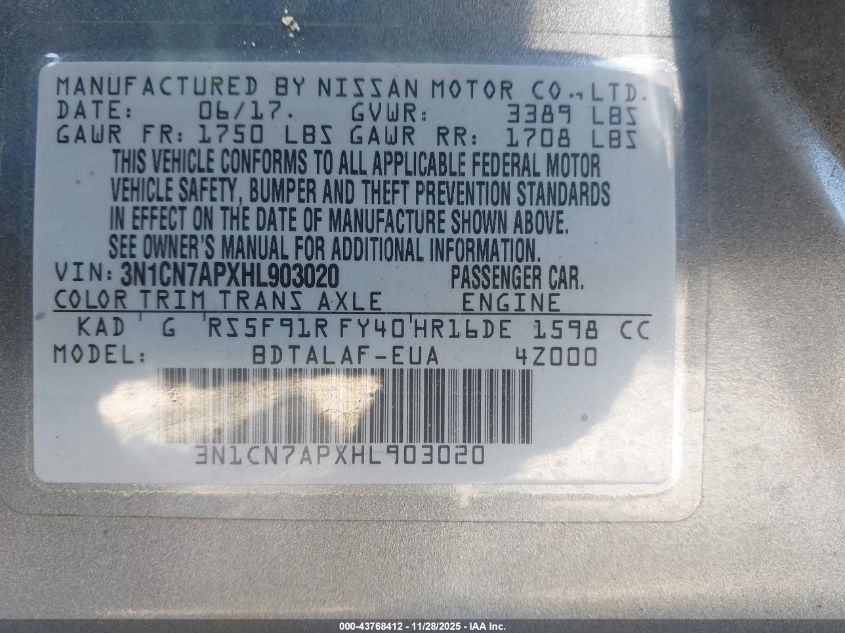 MANUFACTURED BY NISSAN MOTOR CO., LTD.
DATE: 06/17. GVWR: 3389 LBS
GAWR FR: 1750 LBS GAWR RR: 1708 LBS
THIS VEHICLE CONFORMS TO ALL APPLICABLE FEDERAL MOTOR
VEHICLE SAFETY, BUMPER AND THEFT PREVENTION STANDARDS
IN EFFECT ON THE DATE OF MANUFACTURE SHOWN ABOVE.
SEE OWNER'S MANUAL FOR ADDITIONAL INFORMATION.
VIN: 3N1CN7APXHL903020 PASSENGER CAR.
COLOR TRIM TRANS AXLE ENGINE
KAD G RS5F91R FY40 HR16DE 1598 CC
MODEL: BDTALAF-EUA 4Z000
3N1CN7APXHL903020
000-43768412 | 11/28/2025 - IAA Inc.